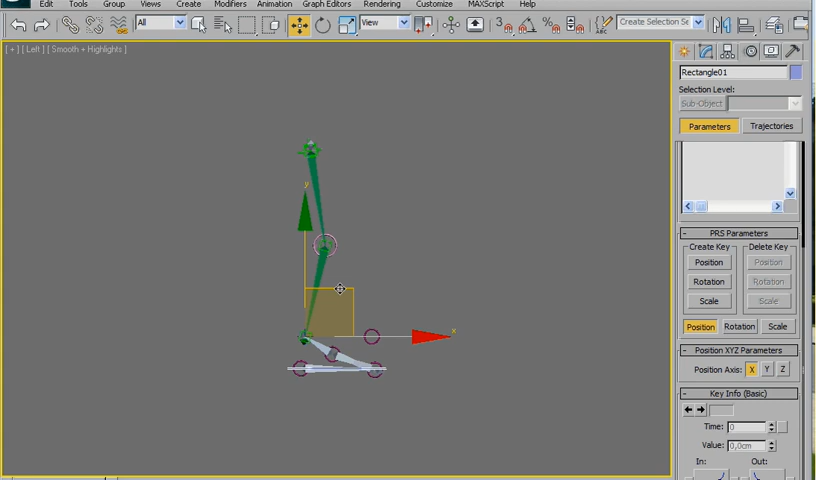 Edit Tools Group Views Create Modifiers Animation Graph Editors Rendering Customize MAXScript Help
All View 3 % ABC Create Selection Se
[ + ] [ Left ] [ Smooth + Highlights ]
Rectangle01
Selection Level:
Sub-Object
Parameters Trajectories
- PRS Parameters
Create Key Delete Key
Position Position
Rotation Rotation
Scale Scale
Position Rotation Scale
- Position XYZ Parameters
Position Axis: X Y Z
- Key Info (Basic)
Time: 0
Value: 0,0cm
In: Out:
y
x